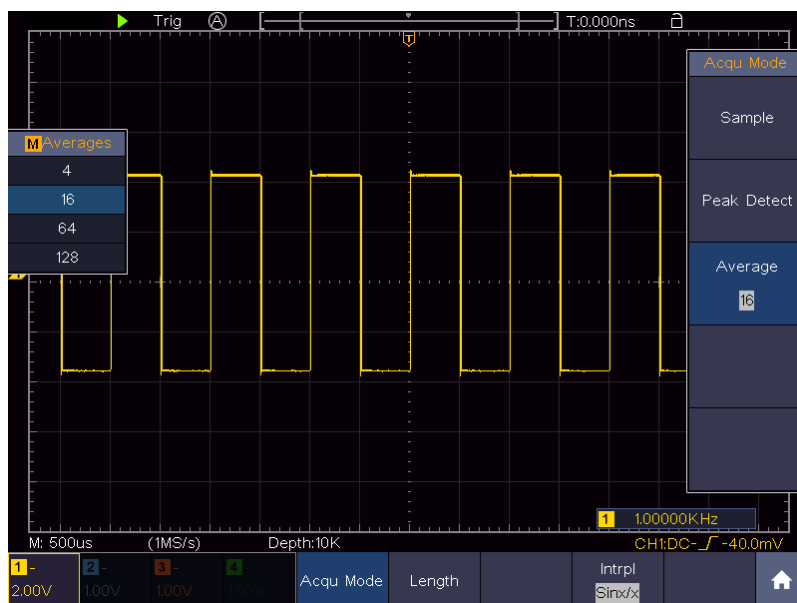 Trig A T:0.000ns
T
Acqu Mode
Sample
Peak Detect
Average
16
M Averages
4
16
64
128
1 1.00000KHz
M: 500us (1MS/s) Depth:10K CH1:DC- -40.0mV
1 - 2 - 3 - 4 -
2.00V 1.00V 1.00V 1.00V
Acqu Mode Length Intrpl
Sinx/x